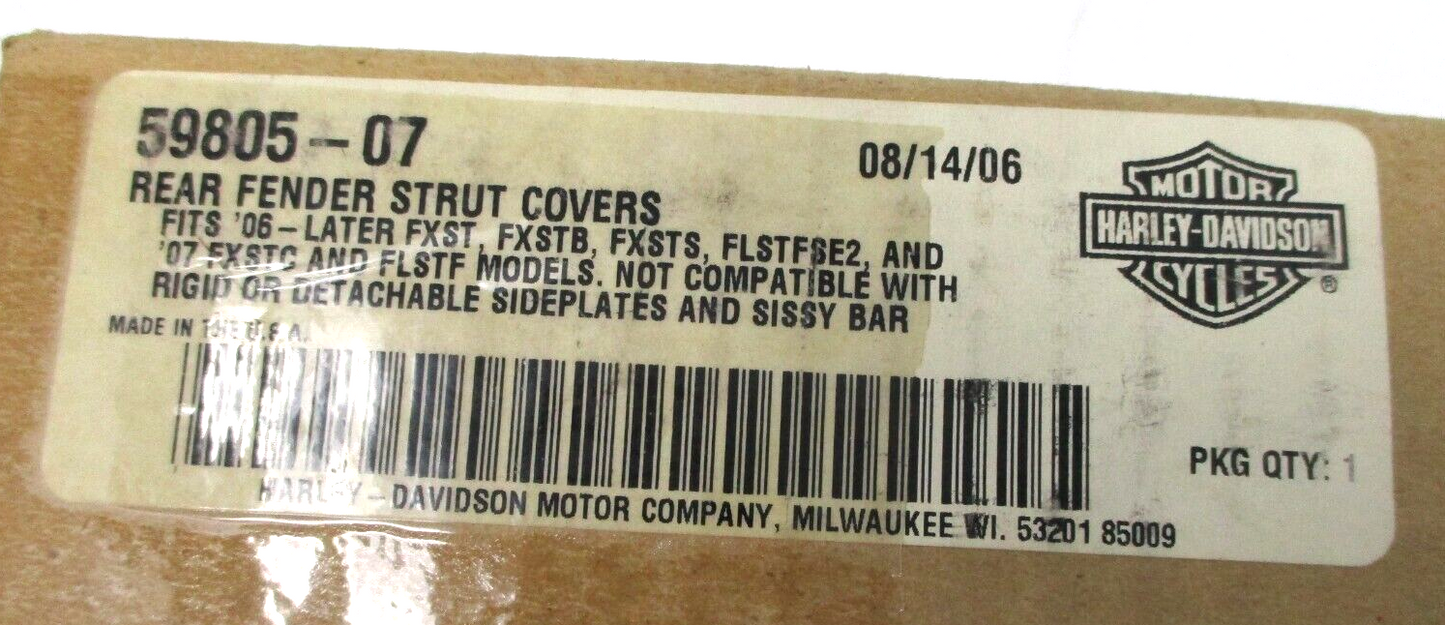 59805-07
08/14/06
REAR FENDER STRUT COVERS
FITS '06-LATER FXST, FXSTB, FXSTS, FLSTFSE2, AND
'07 FXSTC AND FLSTF MODELS. NOT COMPATIBLE WITH
RIGID OR DETACHABLE SIDEPLATES AND SISSY BAR
MADE IN THE U.S.A.
MOTOR
HARLEY-DAVIDSON
CYCLES
®
PKG QTY: 1
HARLEY-DAVIDSON MOTOR COMPANY, MILWAUKEE WI. 53201 85009